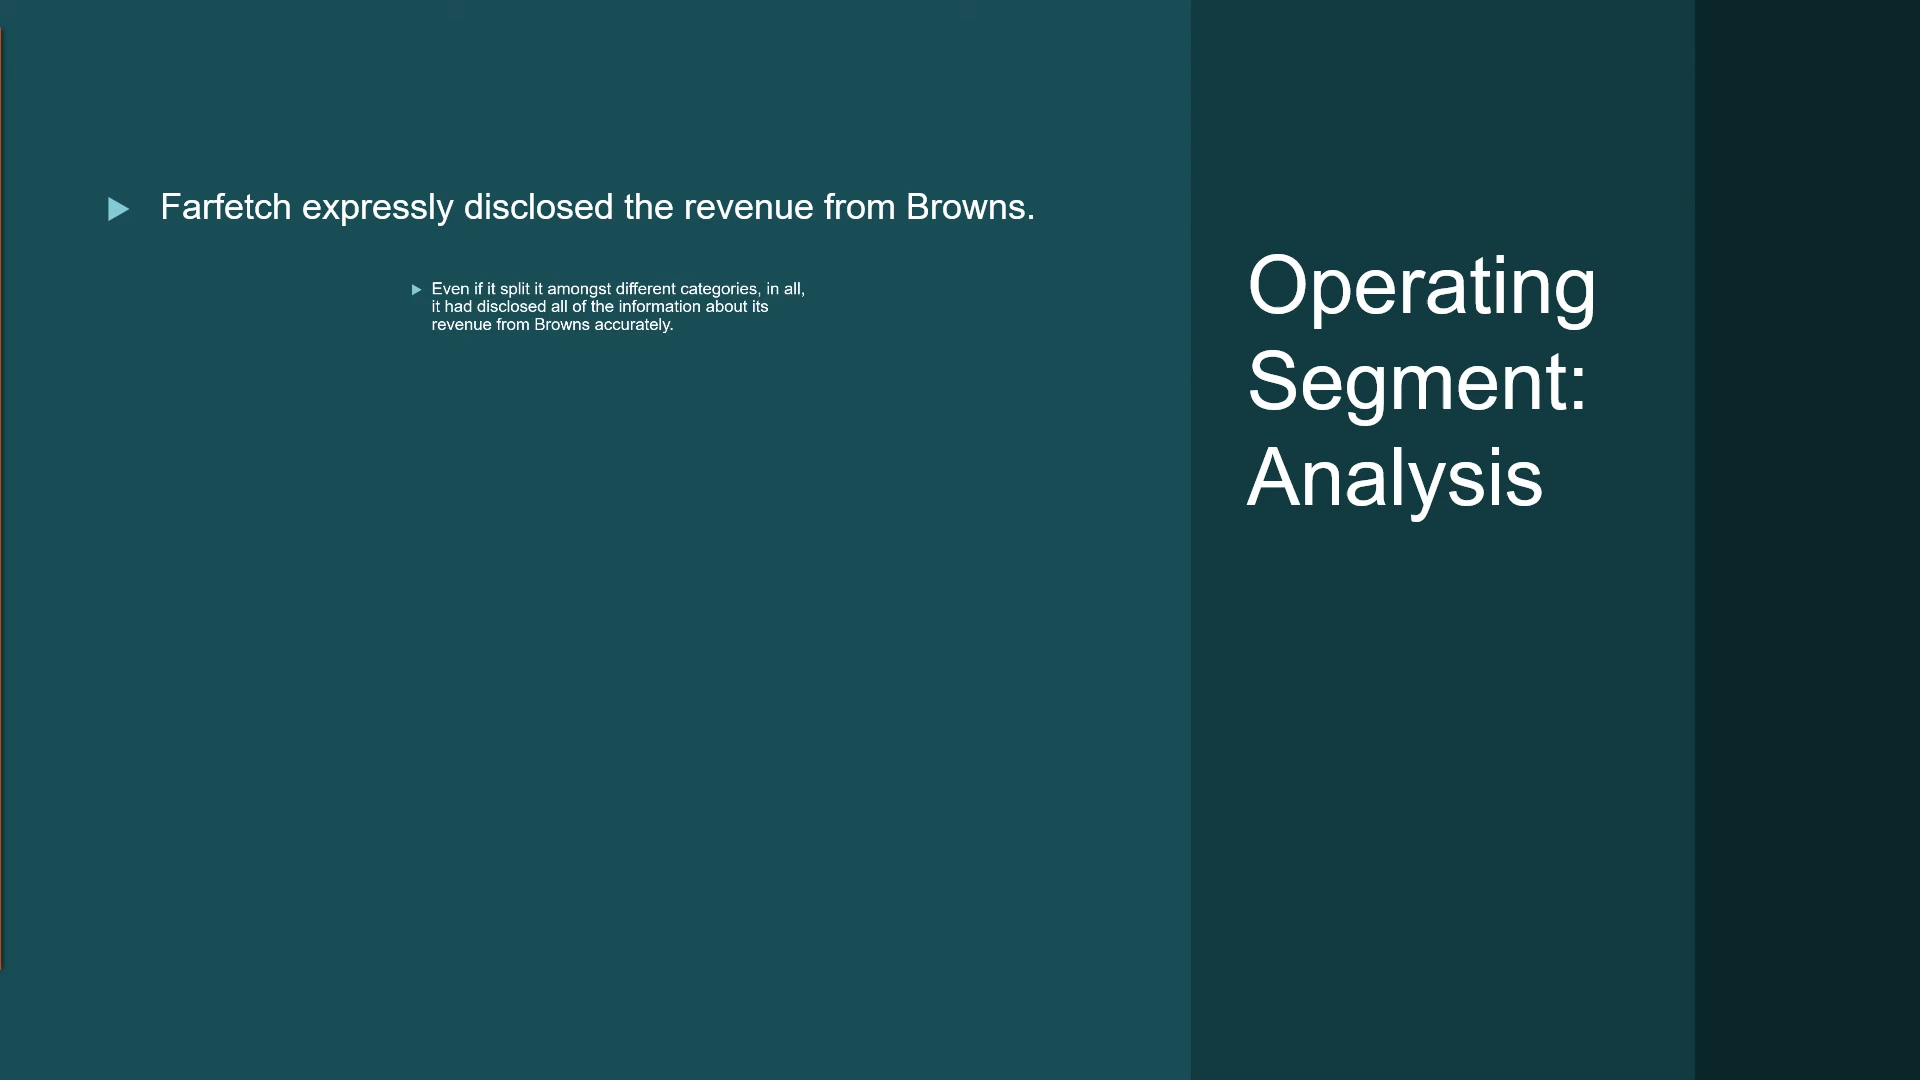 Farfetch expressly disclosed the revenue from Browns.
Even if it split it amongst different categories, in all,
it had disclosed all of the information about its
revenue from Browns accurately.
Operating
Segment:
Analysis